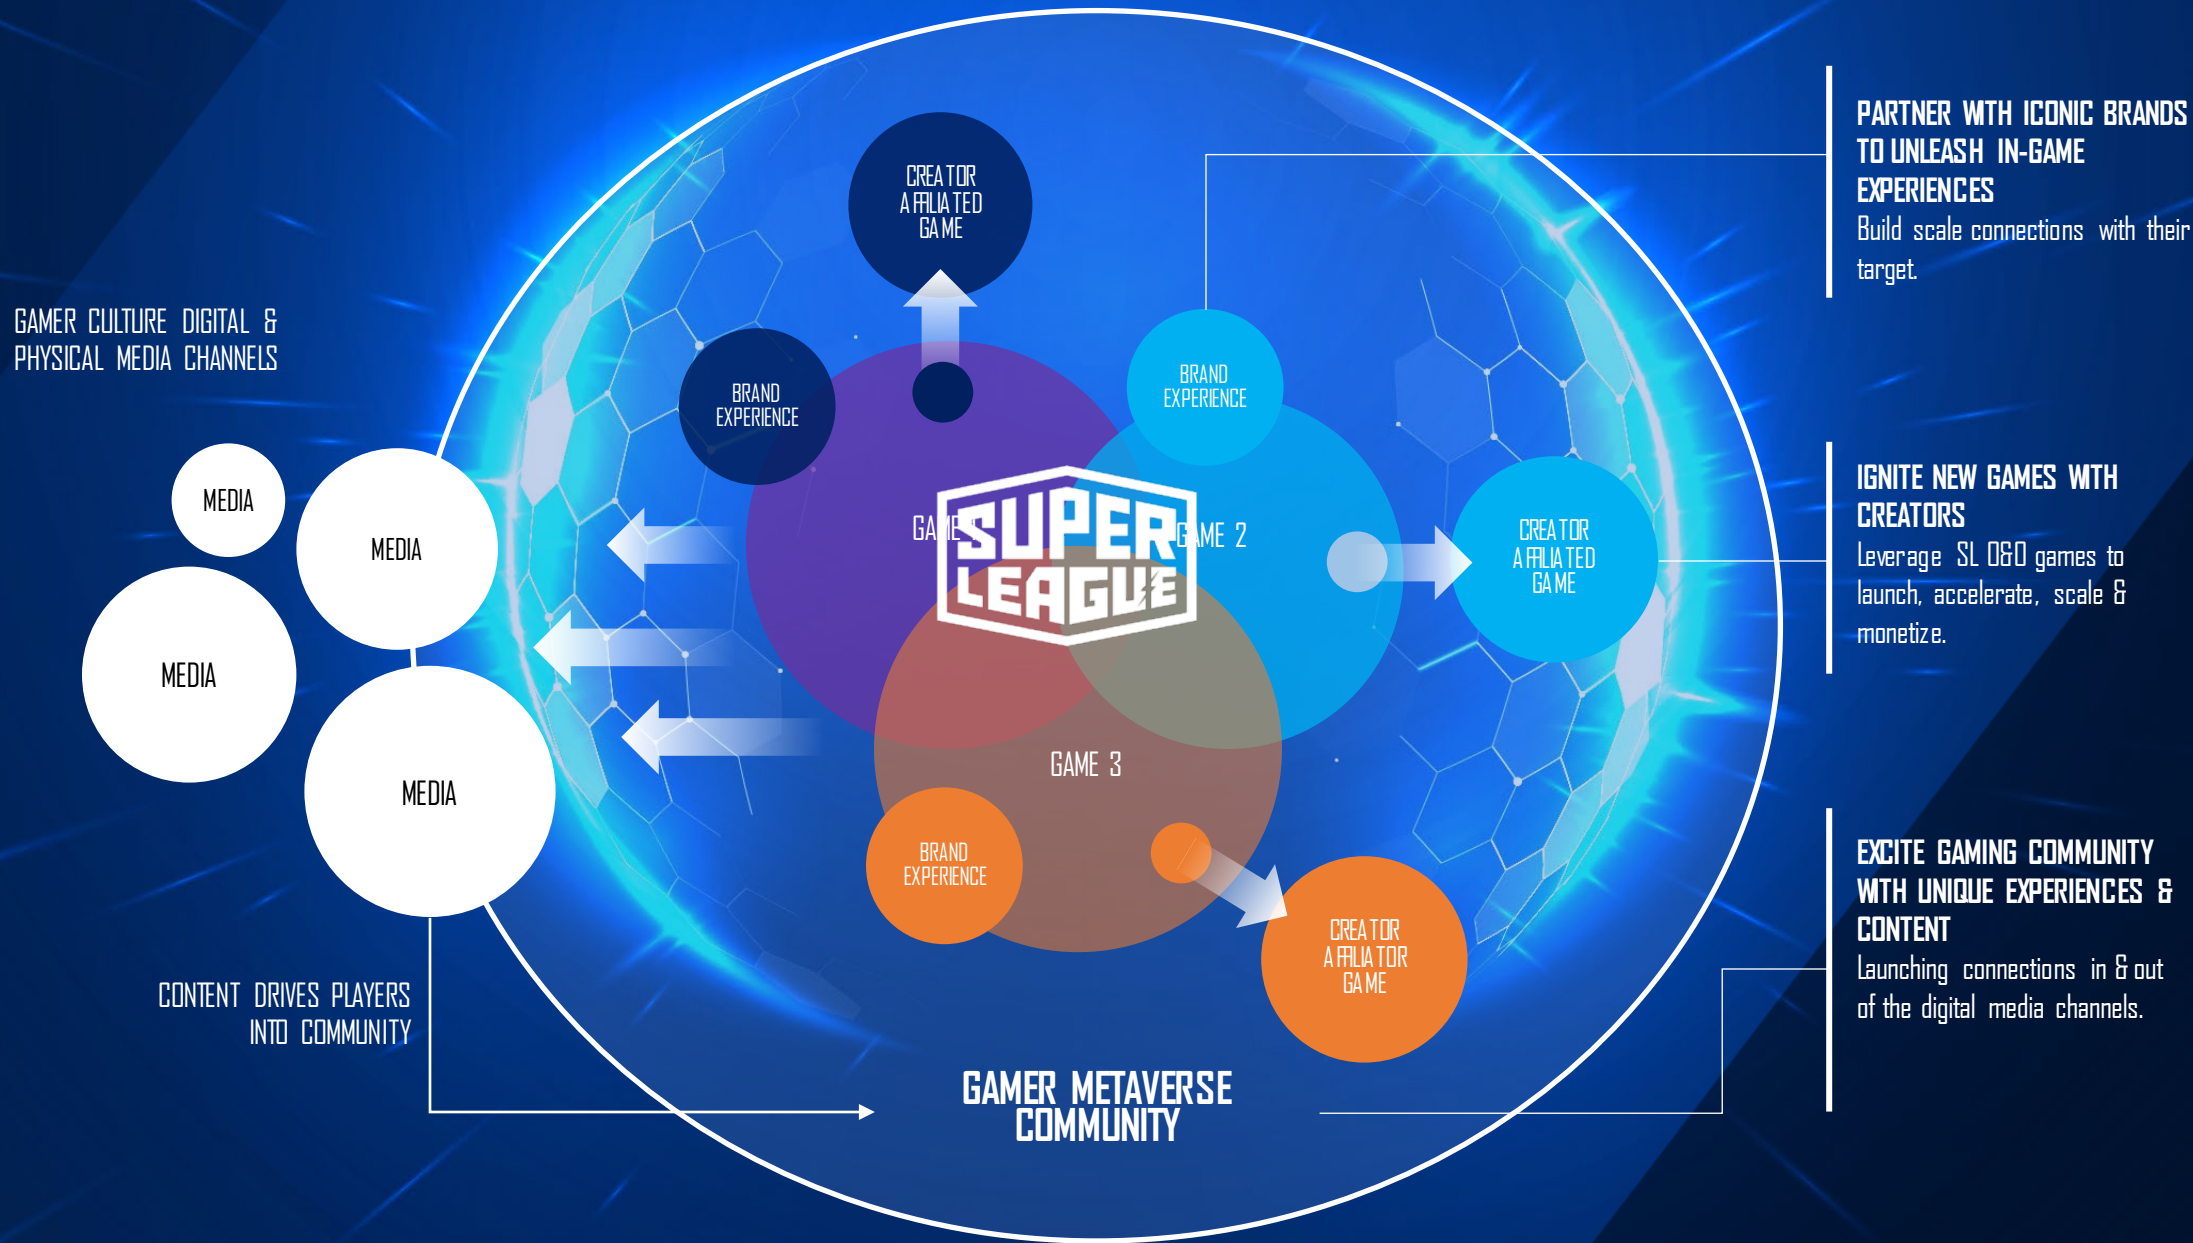 PARTNER WITH ICONIC BRANDS
TO UNLEASH IN-GAME
EXPERIENCES
Build scale connections with their
target.
CREATOR
AFFILIATED
GAME
GAMER CULTURE DIGITAL &
PHYSICAL MEDIA CHANNELS
BRAND
EXPERIENCE
BRAND
EXPERIENCE
MEDIA
MEDIA
MEDIA
MEDIA
GAME
SUPER
LEAGUE
GAME 2
CREATOR
AFFILIATED
GAME
IGNITE NEW GAMES WITH
CREATORS
Leverage SL O&O games to
launch, accelerate, scale &
monetize.
GAME 3
BRAND
EXPERIENCE
CREATOR
AFFILIATOR
GAME
EXCITE GAMING COMMUNITY
WITH UNIQUE EXPERIENCES &
CONTENT
Launching connections in & out
of the digital media channels.
CONTENT DRIVES PLAYERS
INTO COMMUNITY
GAMER METAVERSE
COMMUNITY